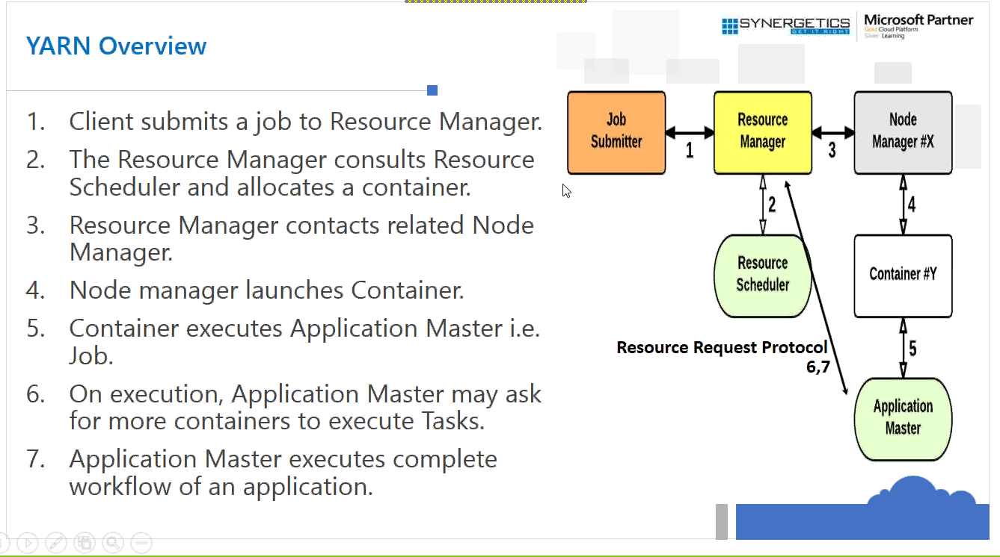 SYNERGETICS
GET IT RIGHT
Microsoft Partner
Gold Cloud Platform
Silver Learning
YARN Overview
1. Client submits a job to Resource Manager.
2. The Resource Manager consults Resource
Scheduler and allocates a container.
3. Resource Manager contacts related Node
Manager.
4. Node manager launches Container.
5. Container executes Application Master i.e.
Job.
6. On execution, Application Master may ask
for more containers to execute Tasks.
7. Application Master executes complete
workflow of an application.
Job
Submitter
1
Resource
Manager
3
Node
Manager #X
2
4
Resource
Scheduler
Container #Y
Resource Request Protocol
6,7
5
Application
Master